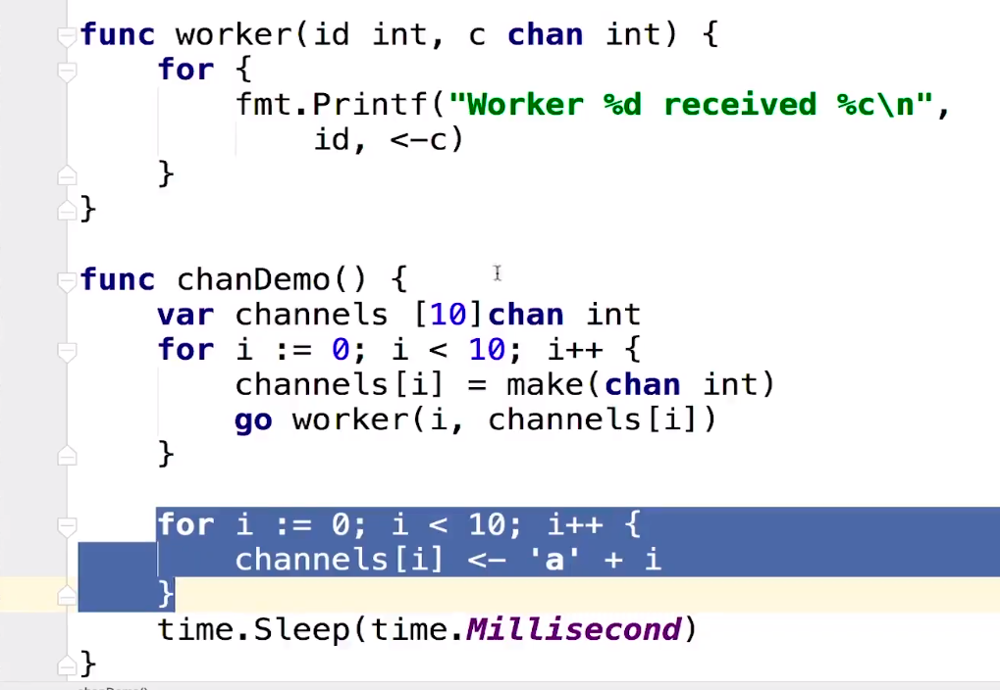 func worker(id int, c chan int) {
for {
fmt.Printf("Worker %d received %c\n",
id, <-c)
}
}
func chanDemo() {
var channels [10]chan int
for i := 0; i < 10; i++ {
channels[i] = make(chan int)
go worker(i, channels[i])
}
for i := 0; i < 10; i++ {
channels[i] <- 'a' + i
}
time.Sleep(time.Millisecond)
}